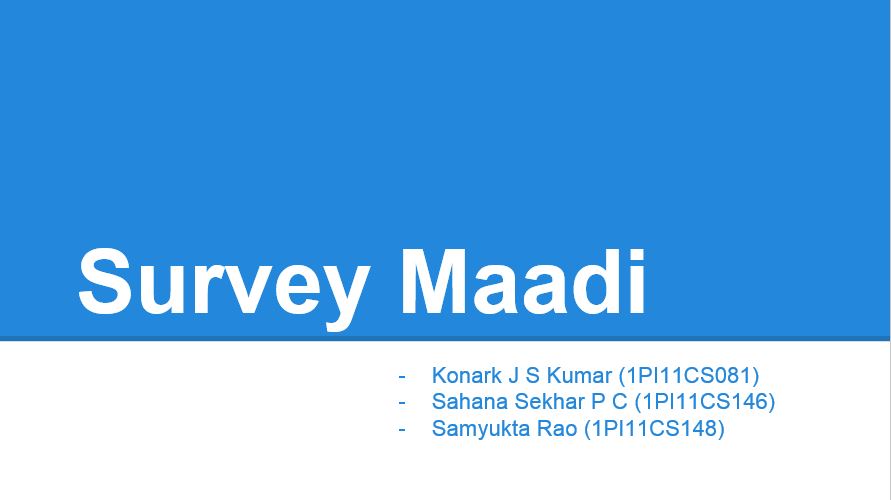 Survey Maadi
- Konark J S Kumar (1PI11CS081)
- Sahana Sekhar P C (1PI11CS146)
- Samyukta Rao (1PI11CS148)